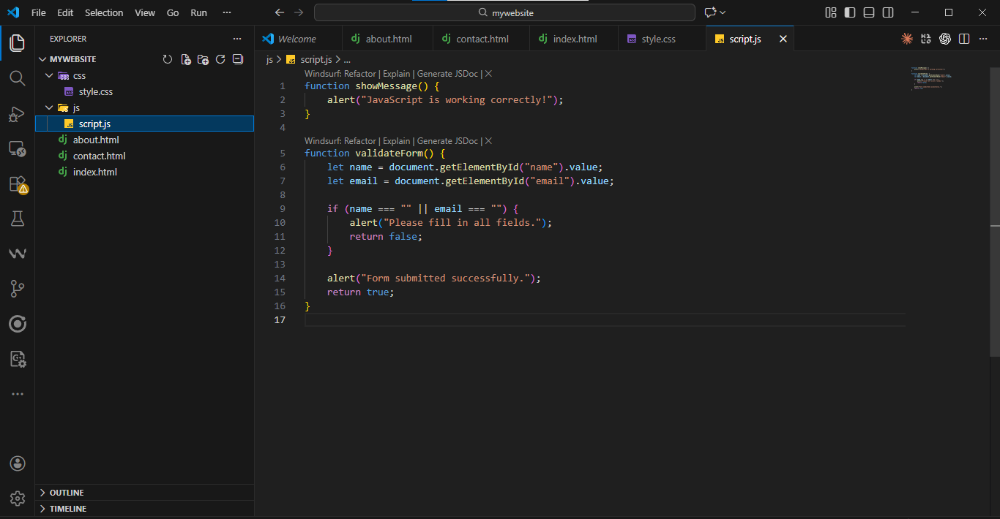 File Edit Selection View Go Run ···
mywebsite
EXPLORER
MYWEBSITE
css
style.css
js
script.js
about.html
contact.html
index.html
OUTLINE
TIMELINE
Welcome
about.html
contact.html
index.html
style.css
script.js
js > script.js > ...
Windsurf: Refactor | Explain | Generate JSDoc | X
1 function showMessage() {
2     alert("JavaScript is working correctly!");
3 }
4
Windsurf: Refactor | Explain | Generate JSDoc | X
5 function validateForm() {
6     let name = document.getElementById("name").value;
7     let email = document.getElementById("email").value;
8
9     if (name === "" || email === "") {
10         alert("Please fill in all fields.");
11         return false;
12     }
13
14     alert("Form submitted successfully.");
15     return true;
16 }
17